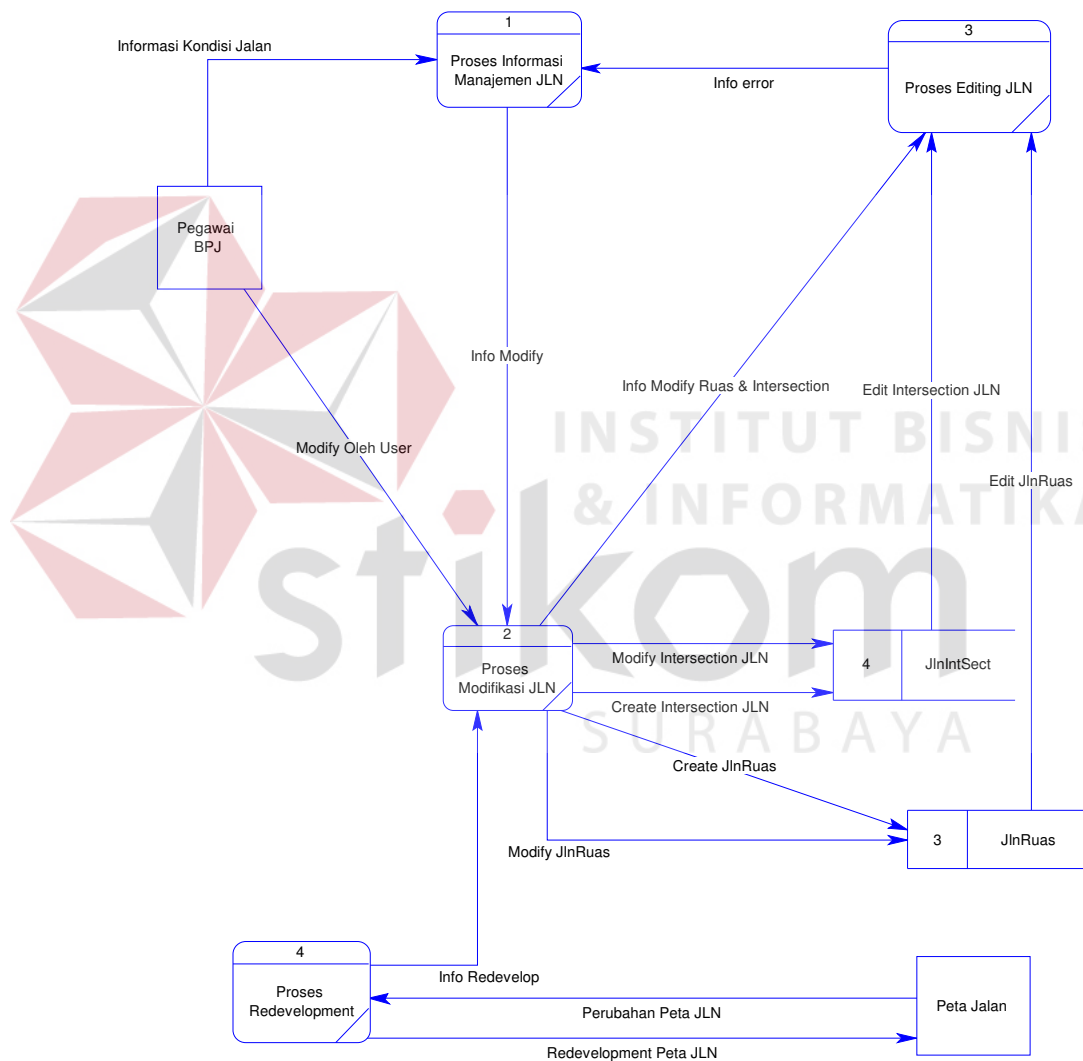 1
Informasi Kondisi Jalan
Proses Informasi
Manajemen JLN
3
Proses Editing JLN
Info error
Pegawai
BPJ
Info Modify
Info Modify Ruas & Intersection
Edit Intersection JLN
Modify Oleh User
INSTITUT BISNIS
& INFORMATIKA
Edit JlnRuas
stikom
SURABAYA
2
Proses
Modifikasi JLN
Modify Intersection JLN
Create Intersection JLN
4
JlnIntSect
Create JlnRuas
Modify JlnRuas
3
JlnRuas
4
Proses
Redevelopment
Info Redevelop
Perubahan Peta JLN
Redevelopment Peta JLN
Peta Jalan